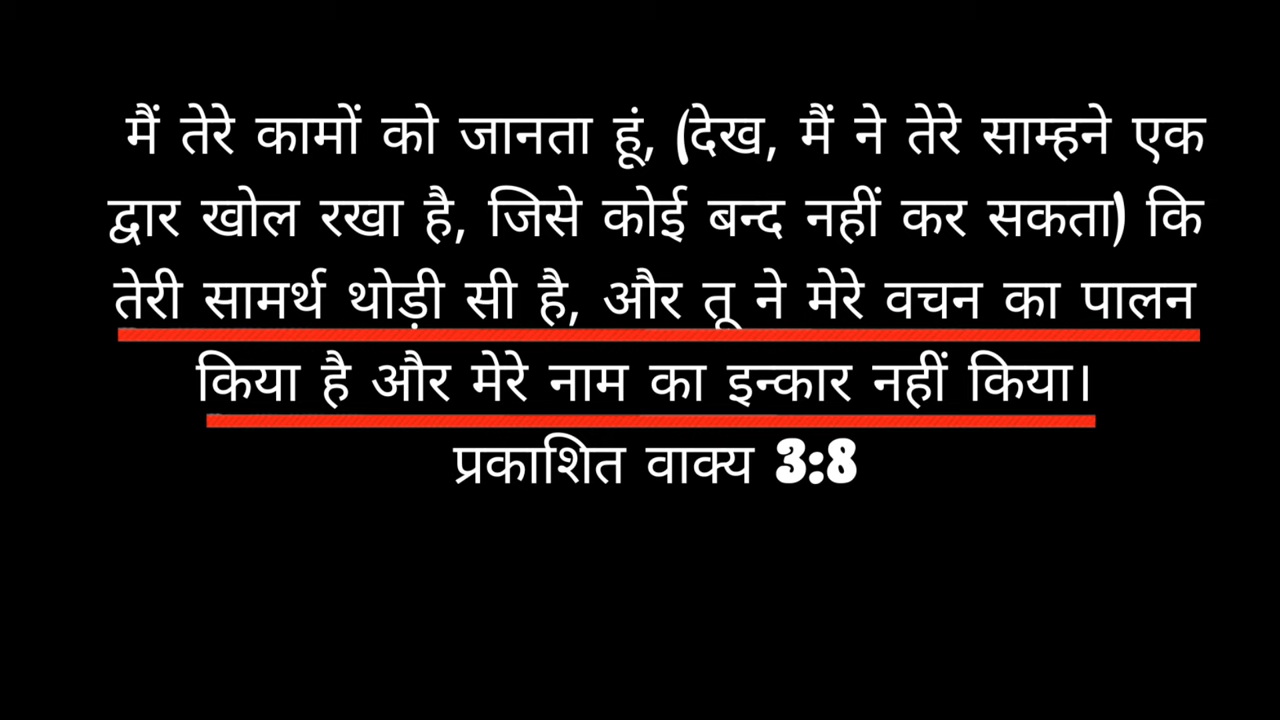 मैं तेरे कामों को जानता हूं, (देख, मैं ने तेरे साम्हने एक
द्वार खोल रखा है, जिसे कोई बन्द नहीं कर सकता) कि
तेरी सामर्थ थोड़ी सी है, और तू ने मेरे वचन का पालन
किया है और मेरे नाम का इन्कार नहीं किया।
प्रकाशित वाक्य 3:8